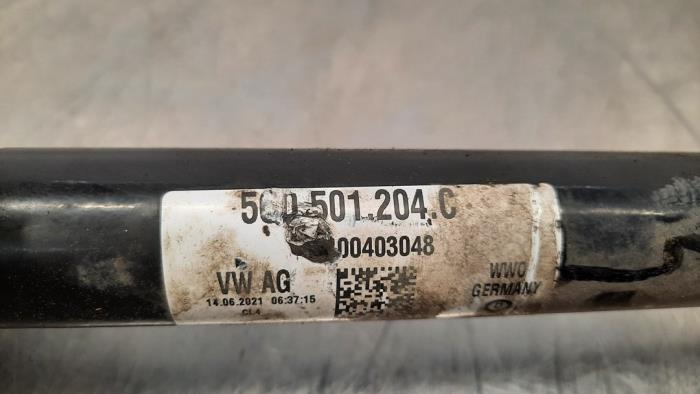 501.204.C
00403048
VW AG
14.06.2021 06:37:15
CL4
WWO
GERMANY